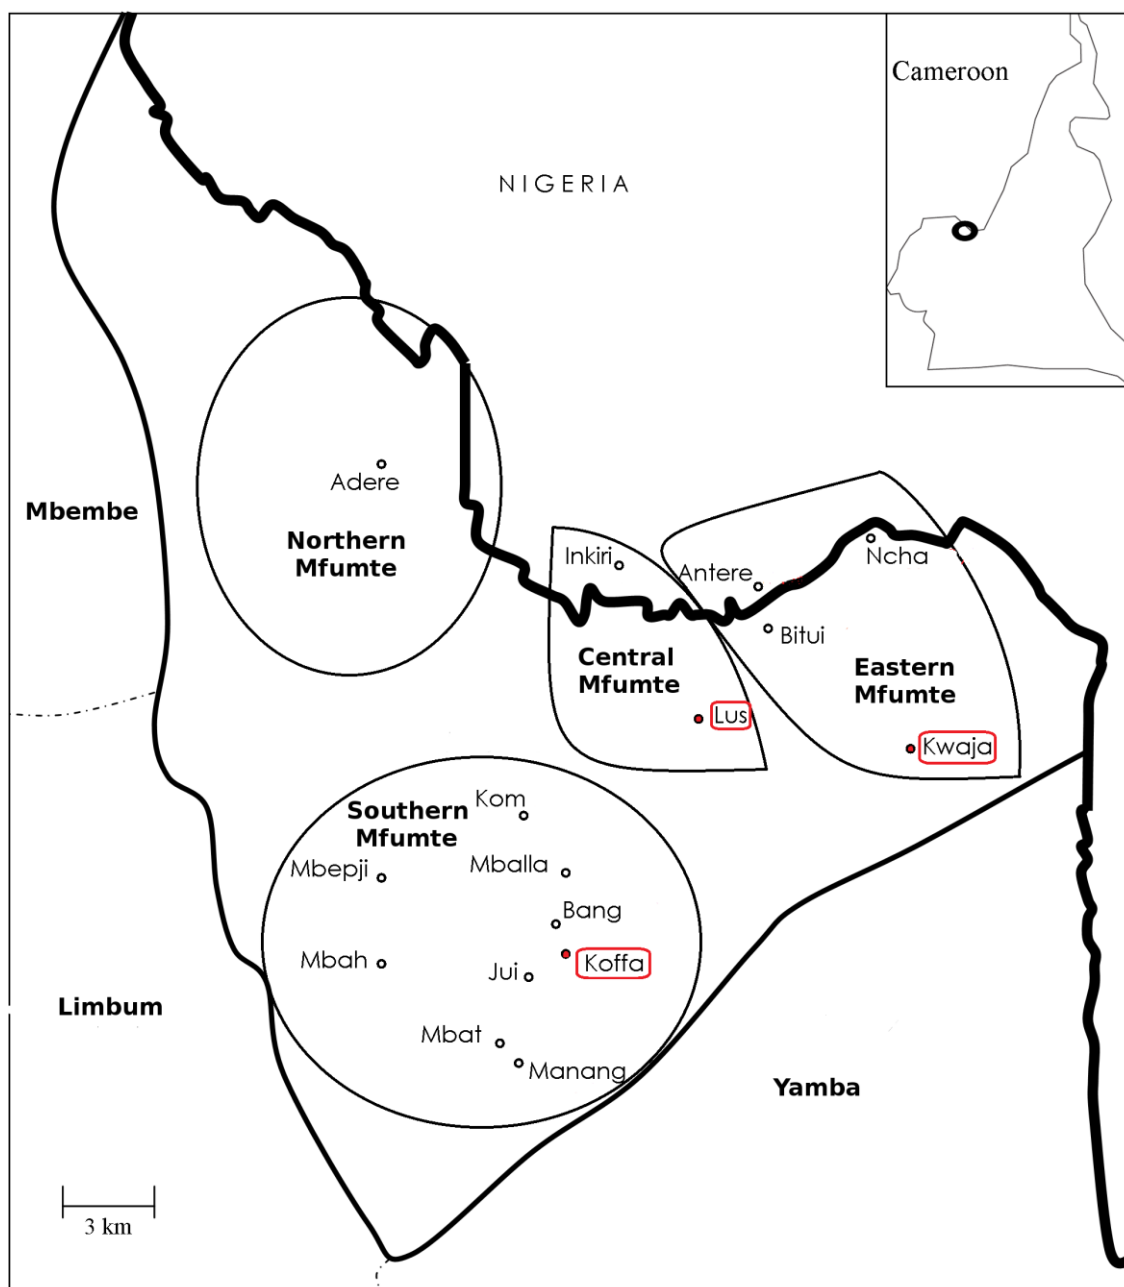 Cameroon
NIGERIA
Adere
Mbembe
Northern
Mfumte
Inkiri
Antere
Ncha
Bitui
Central
Mfumte
Eastern
Mfumte
Lus
Kwaja
Kom
Southern
Mfumte
Mbepji
Mballa
Bang
Mbah
Jui
Koffa
Limbum
Mbat
Manang
Yamba
3 km